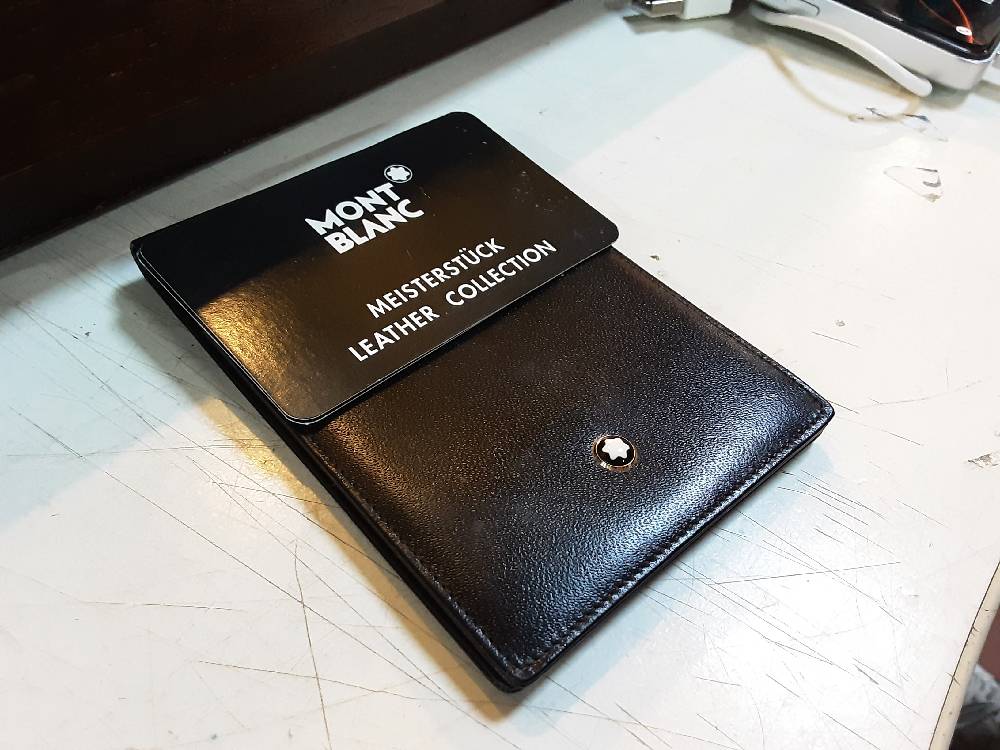 MONT
BLANC
MEISTERSTÜCK
LEATHER COLLECTION